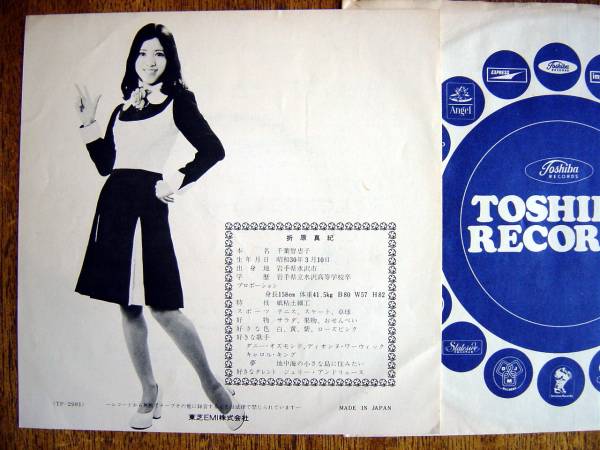 折原真紀
本名 千葉智恵子
生年月日 昭和30年3月10日
出身地 岩手県水沢市
学歴 岩手県立水沢高等学校卒
プロポーション
身長158cm 体重41.5kg B80 W57 H82
特技 紙粘土細工
スポーツ テニス、スケート、卓球
好物 サラダ、果物、おせんべい
好きな色 白、黄、紫、ローズピンク
好きな歌手
ダニー・オズモンド、ディオンヌ・ワーウィック
キャロル・キング
夢 地中海の小さな島に住みたい
好きなタレント ジュリー・アンドリュース
(TP-2981)
MADE IN JAPAN
東芝EMI株式会社
EXPRESS
Toshiba
RECORDS
Angel
Toshiba
RECORDS
TOSHI
RECOR
Stateside